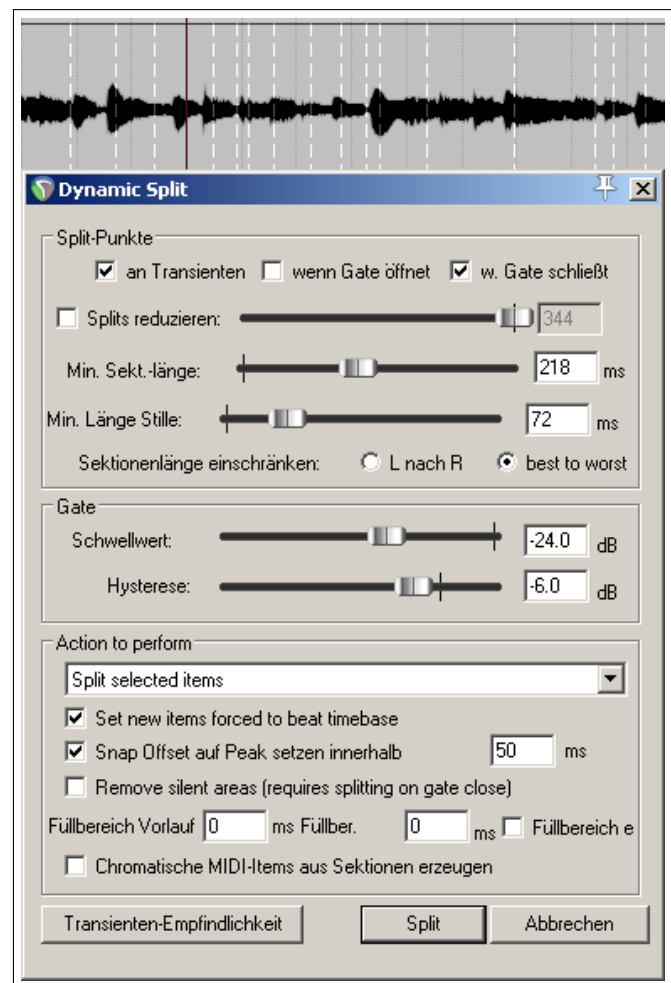 Dynamic Split
Split-Punkte
an Transienten wenn Gate öffnet w. Gate schließt
Splits reduzieren: 344
Min. Sekt.-länge: 218 ms
Min. Länge Stille: 72 ms
Sektionenlänge einschränken: L nach R best to worst
Gate
Schwellwert: -24.0 dB
Hysterese: -6.0 dB
Action to perform
Split selected items
Set new items forced to beat timebase
Snap Offset auf Peak setzen innerhalb 50 ms
Remove silent areas (requires splitting on gate close)
Füllbereich Vorlauf 0 ms Füllber. 0 ms Füllbereich e
Chromatische MIDI-Items aus Sektionen erzeugen
Transienten-Empfindlichkeit Split Abbrechen